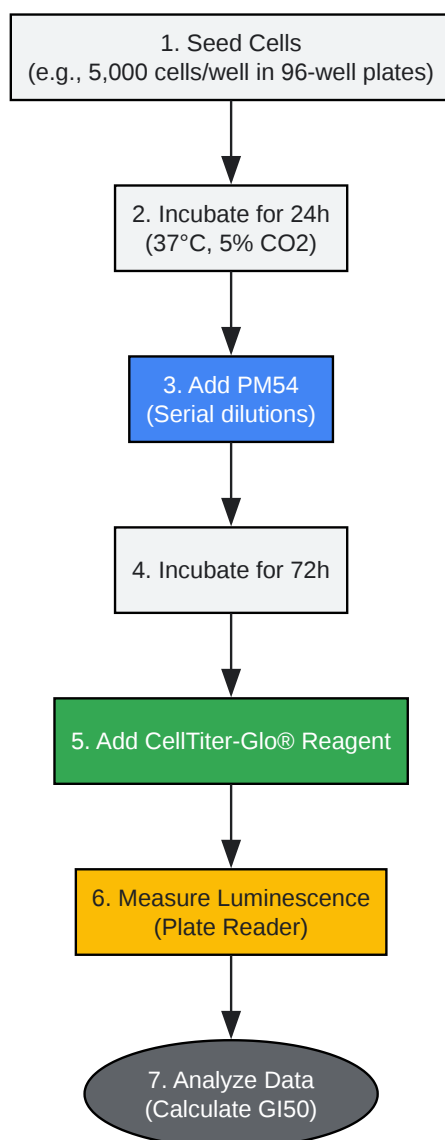 1. Seed Cells
(e.g., 5,000 cells/well in 96-well plates)
2. Incubate for 24h
(37°C, 5% CO2)
3. Add PM54
(Serial dilutions)
4. Incubate for 72h
5. Add CellTiter-Glo® Reagent
6. Measure Luminescence
(Plate Reader)
7. Analyze Data
(Calculate GI50)